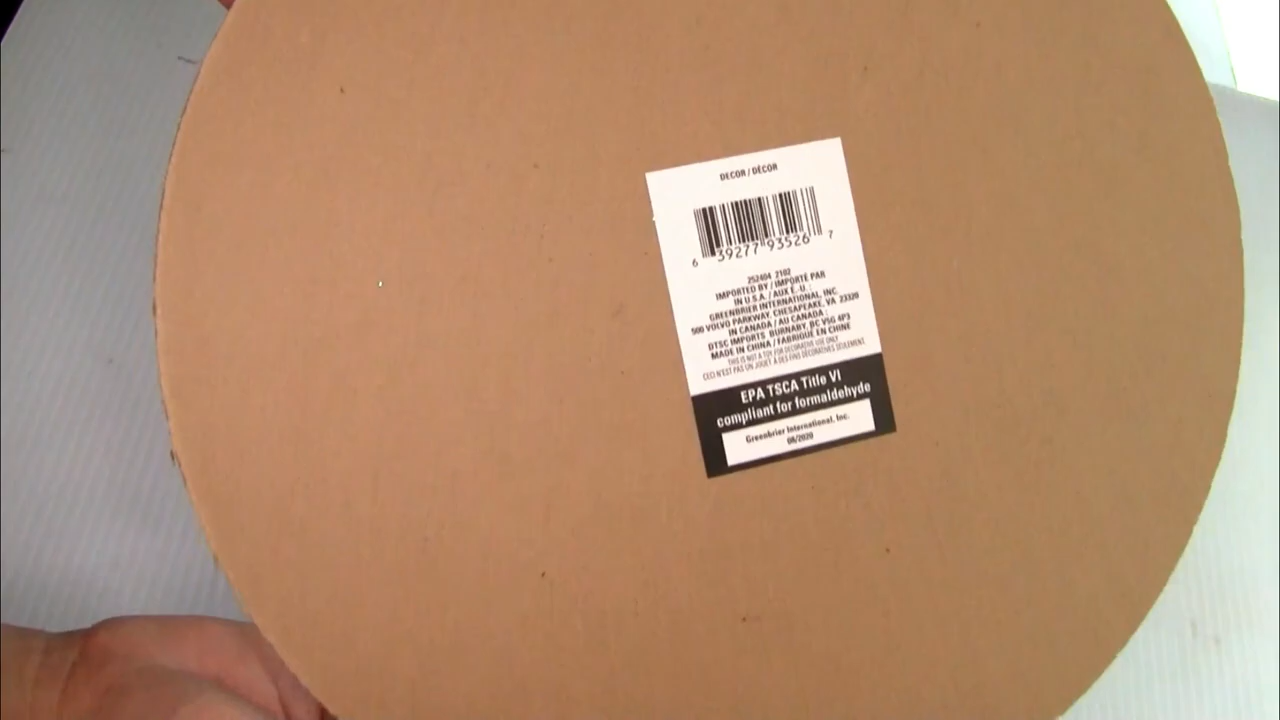 DECOR / DÉCOR
6 39277 93526 7
252404 2102
IMPORTED BY / IMPORTÉ PAR
IN U.S.A. / AUX É.-U. :
GREENBRIER INTERNATIONAL, INC.
500 VOLVO PARKWAY, CHESAPEAKE, VA 23320
IN CANADA / AU CANADA :
DTSC IMPORTS, BURNABY, BC V5G 4P3
MADE IN CHINA / FABRIQUÉ EN CHINE
THIS IS NOT A TOY FOR DECORATIVE USE ONLY.
CECI N'EST PAS UN JOUET À DES FINS DÉCORATIVES SEULEMENT.
EPA TSCA Title VI
compliant for formaldehyde
Greenbrier International, Inc.
08/2020